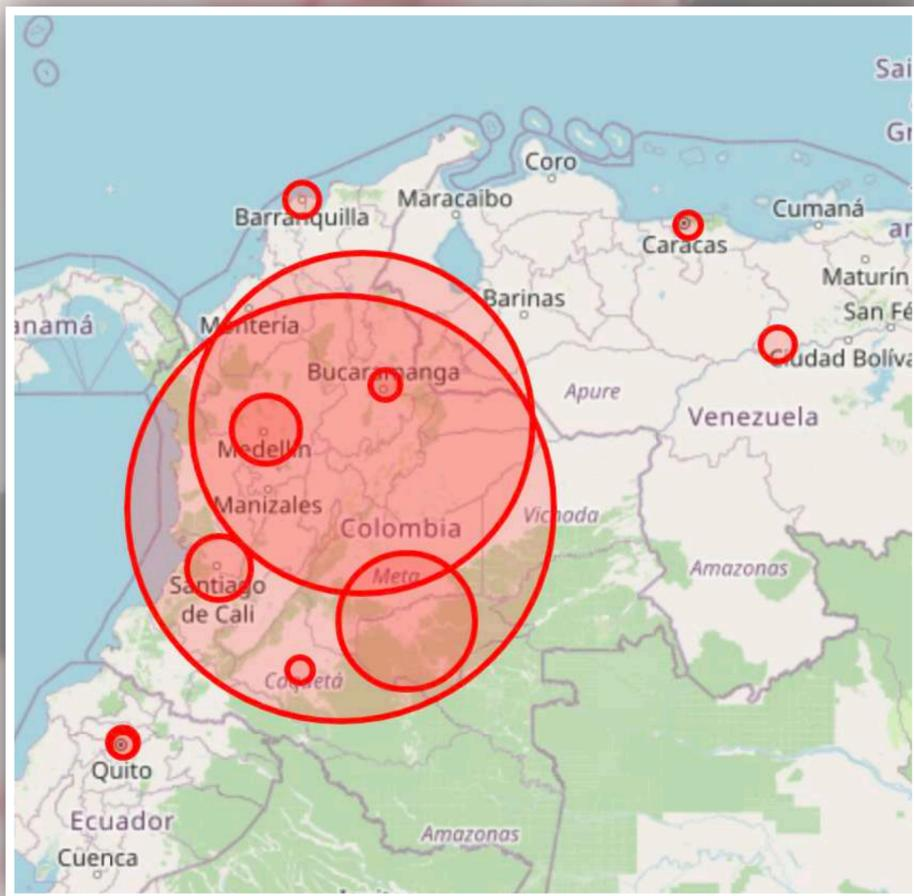 Sai
Gr
Coro
Maracaibo
Cumaná
Barranquilla
Caracas
ar
Maturín
Barinas
San Fé
anamá
Montería
Ciudad Bolíva
Bucaramanga
Apure
Venezuela
Medellín
Manizales
Vichada
Colombia
Meta
Amazonas
Santiago
de Cali
Caquetá
Quito
Ecuador
Amazonas
Cuenca